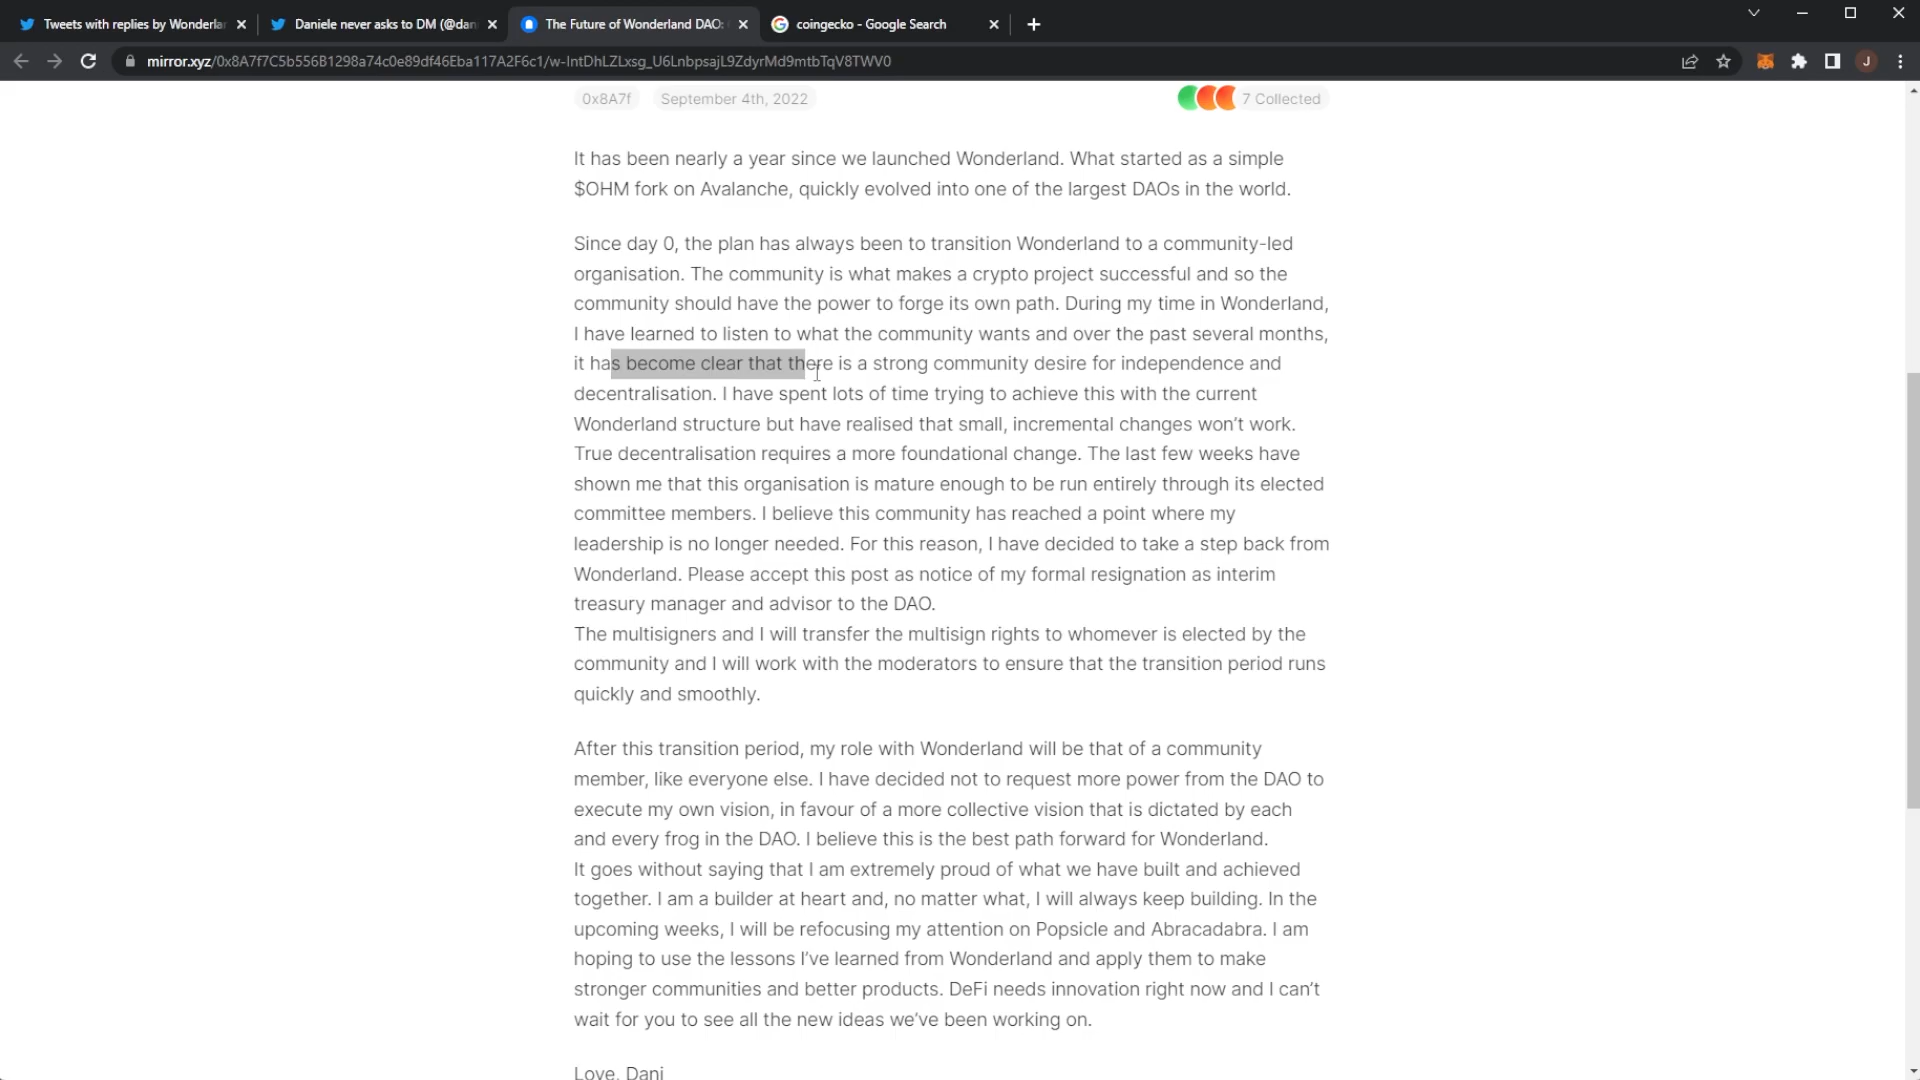 Tweets with replies by Wonderla
Daniele never asks to DM (@dan
The Future of Wonderland DAO:
coingecko - Google Search
mirror.xyz/0x8A7f7C5b556B1298a74c0e89df46Eba117A2F6c1/w-IntDhLZLxsg_U6LnbpsajL9ZdyrMd9mtbTqV8TWV0
J
0x8A7f
September 4th, 2022
7 Collected
It has been nearly a year since we launched Wonderland. What started as a simple
$OHM fork on Avalanche, quickly evolved into one of the largest DAOs in the world.
Since day 0, the plan has always been to transition Wonderland to a community-led
organisation. The community is what makes a crypto project successful and so the
community should have the power to forge its own path. During my time in Wonderland,
I have learned to listen to what the community wants and over the past several months,
it has become clear that there is a strong community desire for independence and
decentralisation. I have spent lots of time trying to achieve this with the current
Wonderland structure but have realised that small, incremental changes won't work.
True decentralisation requires a more foundational change. The last few weeks have
shown me that this organisation is mature enough to be run entirely through its elected
committee members. I believe this community has reached a point where my
leadership is no longer needed. For this reason, I have decided to take a step back from
Wonderland. Please accept this post as notice of my formal resignation as interim
treasury manager and advisor to the DAO.
The multisigners and I will transfer the multisign rights to whomever is elected by the
community and I will work with the moderators to ensure that the transition period runs
quickly and smoothly.
After this transition period, my role with Wonderland will be that of a community
member, like everyone else. I have decided not to request more power from the DAO to
execute my own vision, in favour of a more collective vision that is dictated by each
and every frog in the DAO. I believe this is the best path forward for Wonderland.
It goes without saying that I am extremely proud of what we have built and achieved
together. I am a builder at heart and, no matter what, I will always keep building. In the
upcoming weeks, I will be refocusing my attention on Popsicle and Abracadabra. I am
hoping to use the lessons I've learned from Wonderland and apply them to make
stronger communities and better products. DeFi needs innovation right now and I can't
wait for you to see all the new ideas we've been working on.
Love, Dani